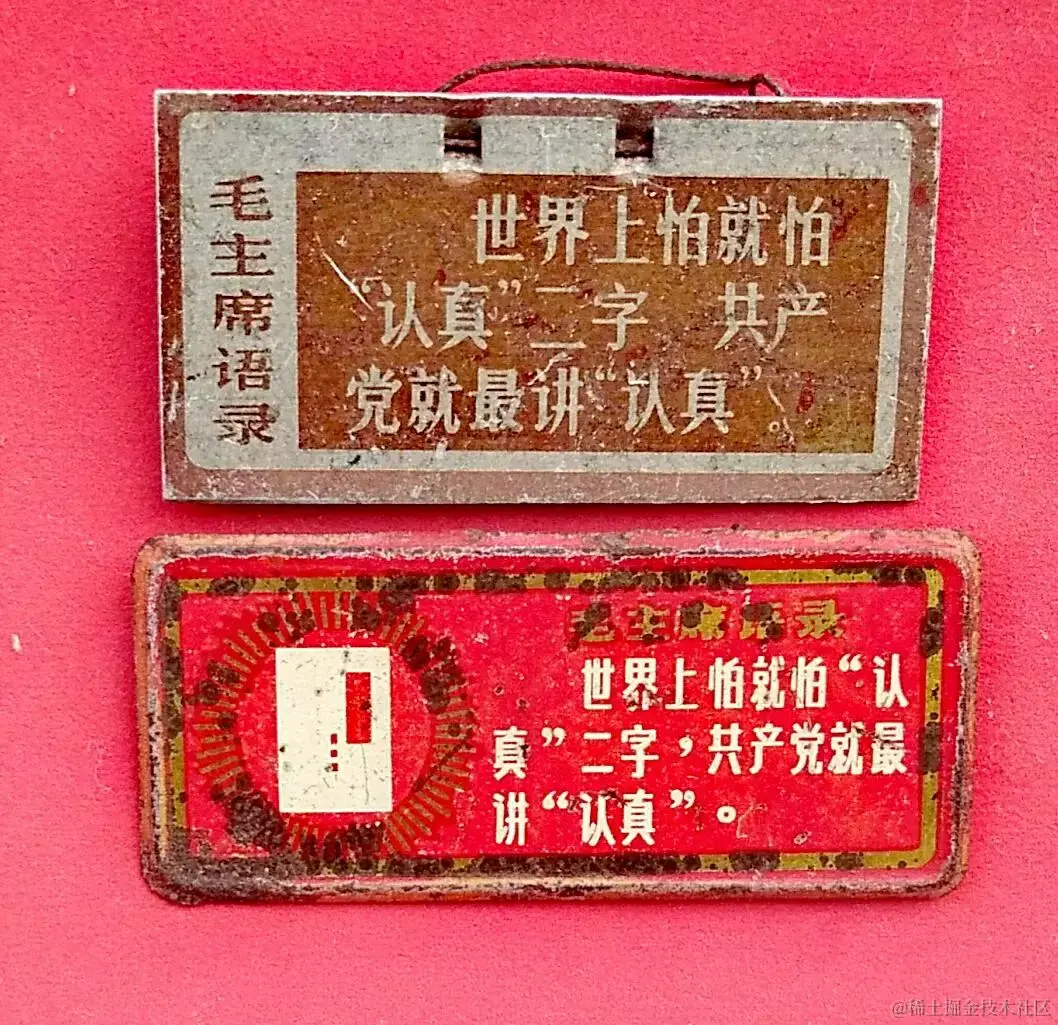 毛主席语录
世界上怕就怕
“认真”二字 共产
党就最讲“认真”。
毛主席语录
世界上怕就怕“认
真”二字，共产党就最
讲“认真”。
@稀土掘金技术社区